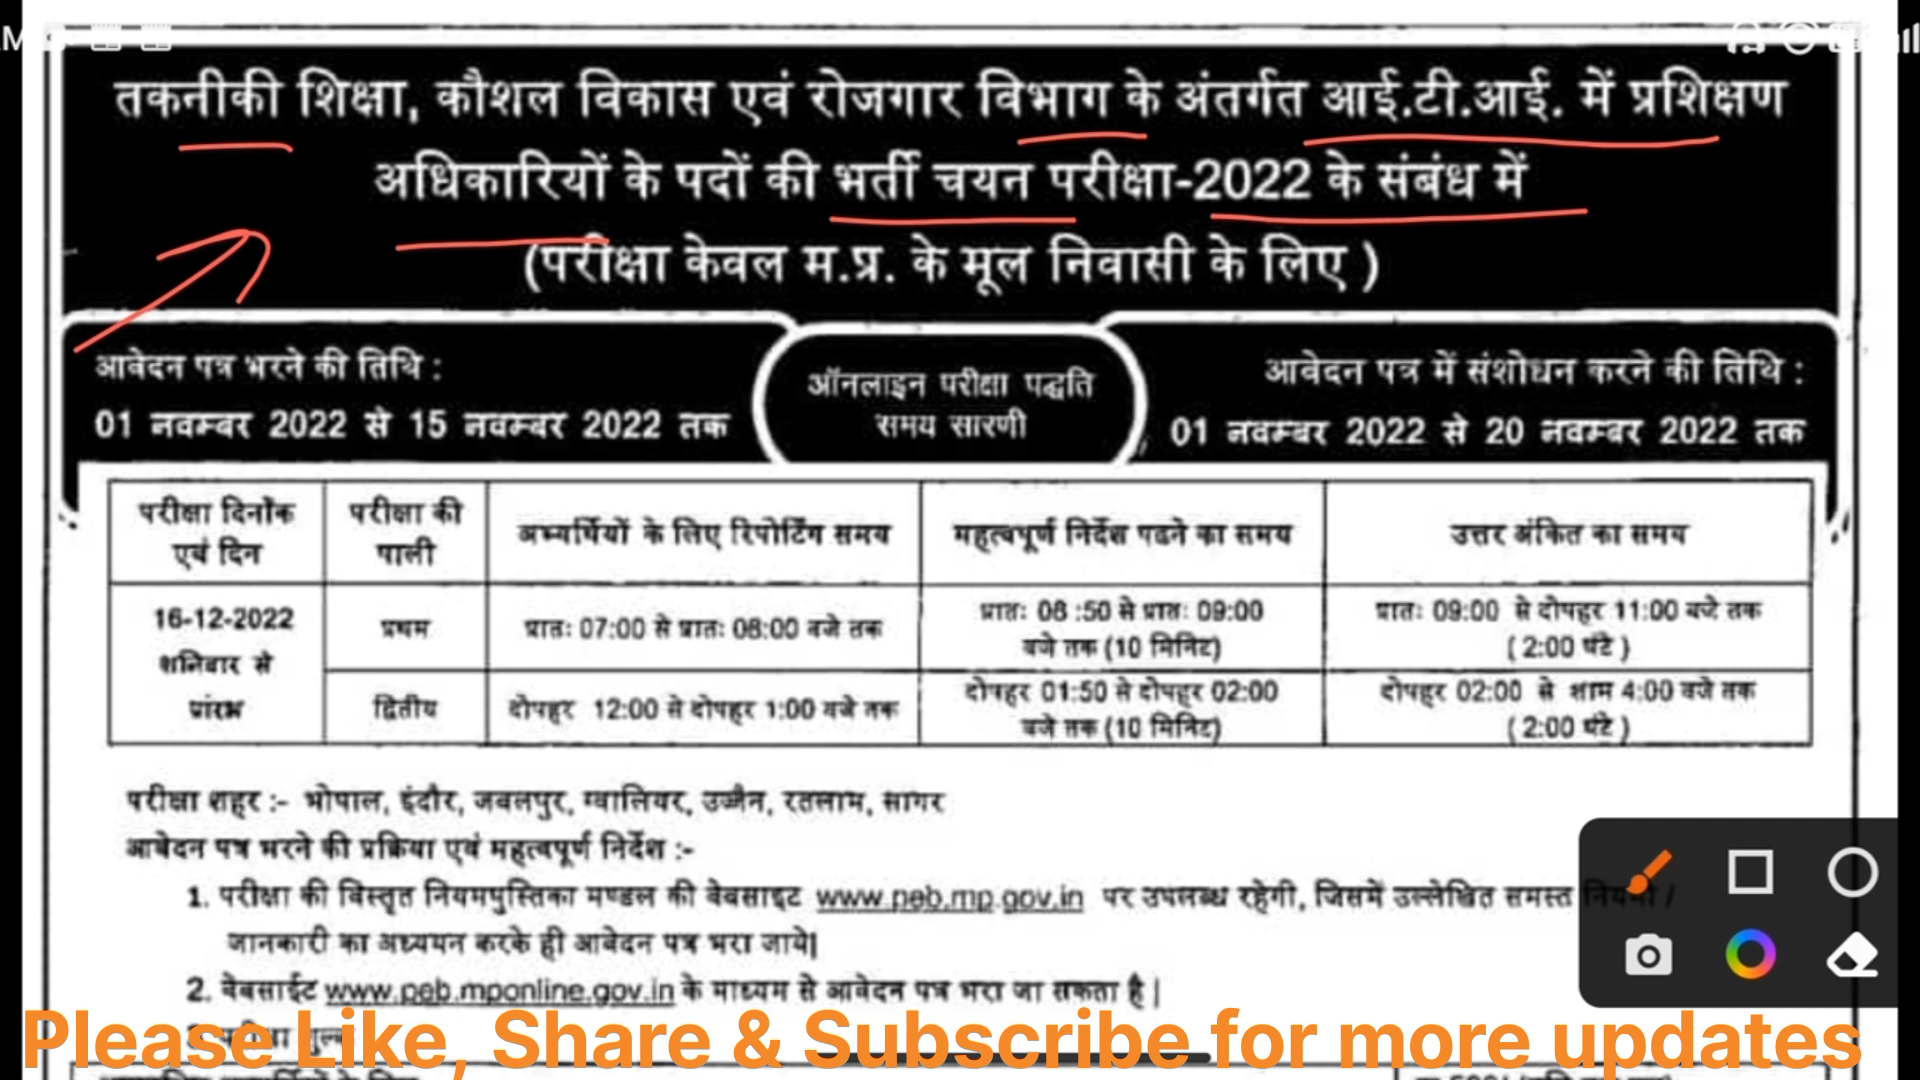 तकनीकी शिक्षा, कौशल विकास एवं रोजगार विभाग के अंतर्गत आई.टी.आई. में प्रशिक्षण
अधिकारियों के पदों की भर्ती चयन परीक्षा-2022 के संबंध में
(परीक्षा केवल म.प्र. के मूल निवासी के लिए )
आवेदन पत्र भरने की तिथि :
01 नवम्बर 2022 से 15 नवम्बर 2022 तक
ऑनलाइन परीक्षा पद्धति
समय सारणी
आवेदन पत्र में संशोधन करने की तिथि :
01 नवम्बर 2022 से 20 नवम्बर 2022 तक
परीक्षा दिनाँक
एवं दिन
परीक्षा की
पाली
अभ्यर्थियों के लिए रिपोर्टिंग समय
महत्वपूर्ण निर्देश पढने का समय
उत्तर अंकित का समय
16-12-2022
शनिवार से
प्रांरभ
प्रथम
प्रातः 07:00 से प्रातः 08:00 बजे तक
प्रातः 08 :50 से प्रातः 09:00
बजे तक (10 मिनिट)
प्रातः 09:00 से दोपहर 11:00 बजे तक
( 2:00 घंटे )
द्वितीय
दोपहर 12:00 से दोपहर 1:00 बजे तक
दोपहर 01:50 से दोपहर 02:00
बजे तक (10 मिनिट)
दोपहर 02:00 से शाम 4:00 बजे तक
( 2:00 घंटे )
परीक्षा शहर :- भोपाल, इंदौर, जबलपुर, ग्वालियर, उज्जैन, रतलाम, सागर
आवेदन पत्र भरने की प्रक्रिया एवं महत्वपूर्ण निर्देश :-
1. परीक्षा की विस्तृत नियमपुस्तिका मण्डल की वेबसाइट www.peb.mp.gov.in पर उपलब्ध रहेगी, जिसमें उल्लेखित समस्त नियमों /
जानकारी का अध्ययन करके ही आवेदन पत्र भरा जाये|
2. वेबसाईट www.peb.mponline.gov.in के माध्यम से आवेदन पत्र भरा जा सकता है |
Please Like, Share & Subscribe for more updates